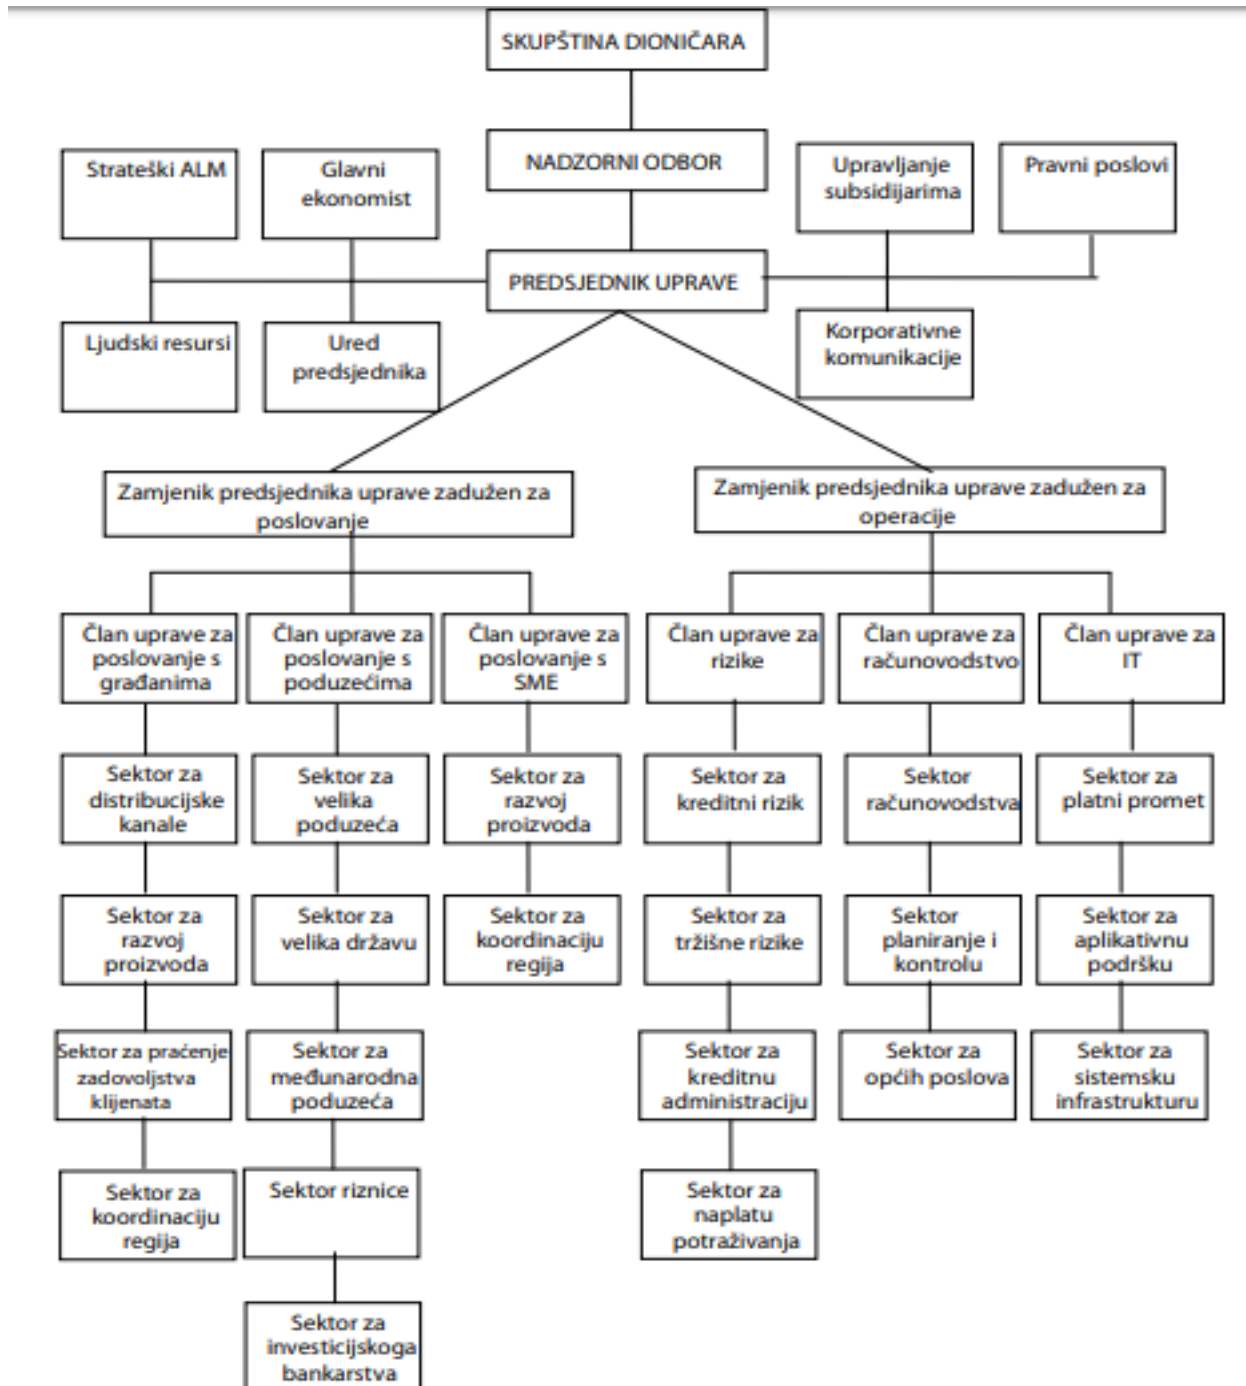 SKUPŠTINA DIONIČARA
NADZORNI ODBOR
Strateški ALM
Glavni
ekonomist
Upravljanje
subsidijarima
Pravni poslovi
PREDSJEDNIK UPRAVE
Ljudski resursi
Ured
predsjednika
Korporativne
komunikacije
Zamjenik predsjednika uprave zadužen za
poslovanje
Zamjenik predsjednika uprave zadužen za
operacije
Član uprave za
poslovanje s
građanima
Član uprave za
poslovanje s
poduzećima
Član uprave za
poslovanje s
SME
Član uprave za
rizike
Član uprave za
računovodstvo
Član uprave za
IT
Sektor za
distribucijske
kanale
Sektor za
velika
poduzeća
Sektor za
razvoj
proizvoda
Sektor za
kreditni rizik
Sektor
računovodstva
Sektor za
platni promet
Sektor za
razvoj
proizvoda
Sektor za
velika državu
Sektor za
koordinaciju
regija
Sektor za
tržišne rizike
Sektor
planiranje i
kontrolu
Sektor za
aplikativnu
podršku
Sektor za praćenje
zadovoljstva
klijenata
Sektor za
međunarodna
poduzeća
Sektor za
kreditnu
administraciju
Sektor za
općih poslova
Sektor za
sistemsku
infrastrukturu
Sektor za
koordinaciju
regija
Sektor riznice
Sektor za
naplatu
potraživanja
Sektor za
investicijskoga
bankarstva